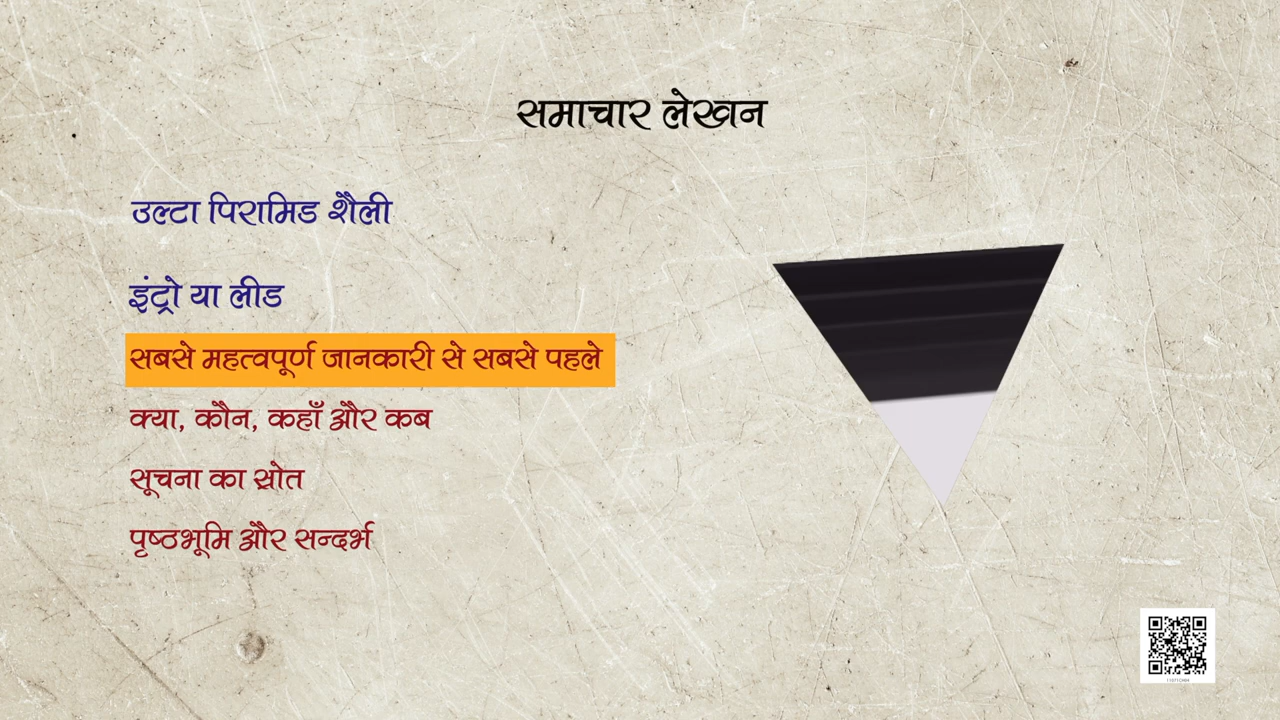 समाचार लेखन
उल्टा पिरामिड शैली
इंट्रो या लीड
सबसे महत्वपूर्ण जानकारी से सबसे पहले
क्या, कौन, कहाँ और कब
सूचना का स्रोत
पृष्ठभूमि और सन्दर्भ